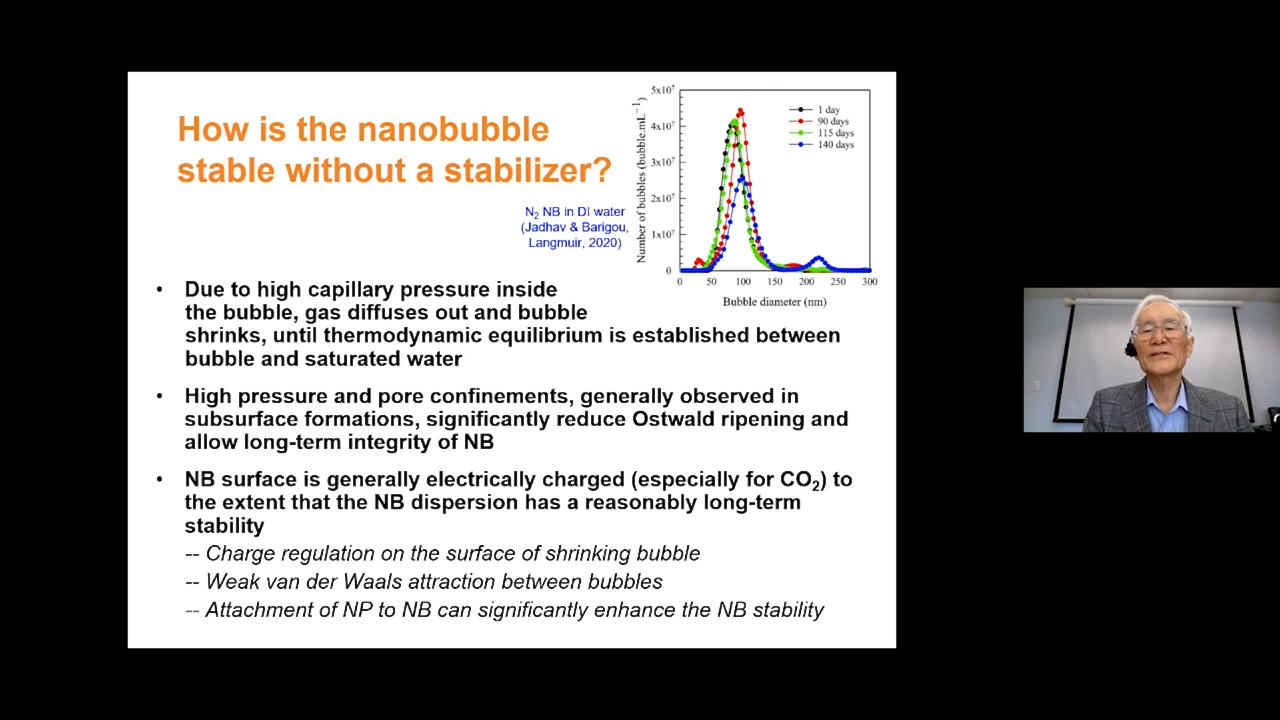 How is the nanobubble
stable without a stabilizer?
N₂ NB in DI water
(Jadhav & Barigou,
Langmuir, 2020)
Number of bubbles (bubble.mL⁻¹)
5x10⁷
4x10⁷
3x10⁷
2x10⁷
1x10⁷
0
1 day
90 days
115 days
140 days
0 50 100 150 200 250 300
Bubble diameter (nm)
• Due to high capillary pressure inside
the bubble, gas diffuses out and bubble
shrinks, until thermodynamic equilibrium is established between
bubble and saturated water
• High pressure and pore confinements, generally observed in
subsurface formations, significantly reduce Ostwald ripening and
allow long-term integrity of NB
• NB surface is generally electrically charged (especially for CO₂) to
the extent that the NB dispersion has a reasonably long-term
stability
-- Charge regulation on the surface of shrinking bubble
-- Weak van der Waals attraction between bubbles
-- Attachment of NP to NB can significantly enhance the NB stability